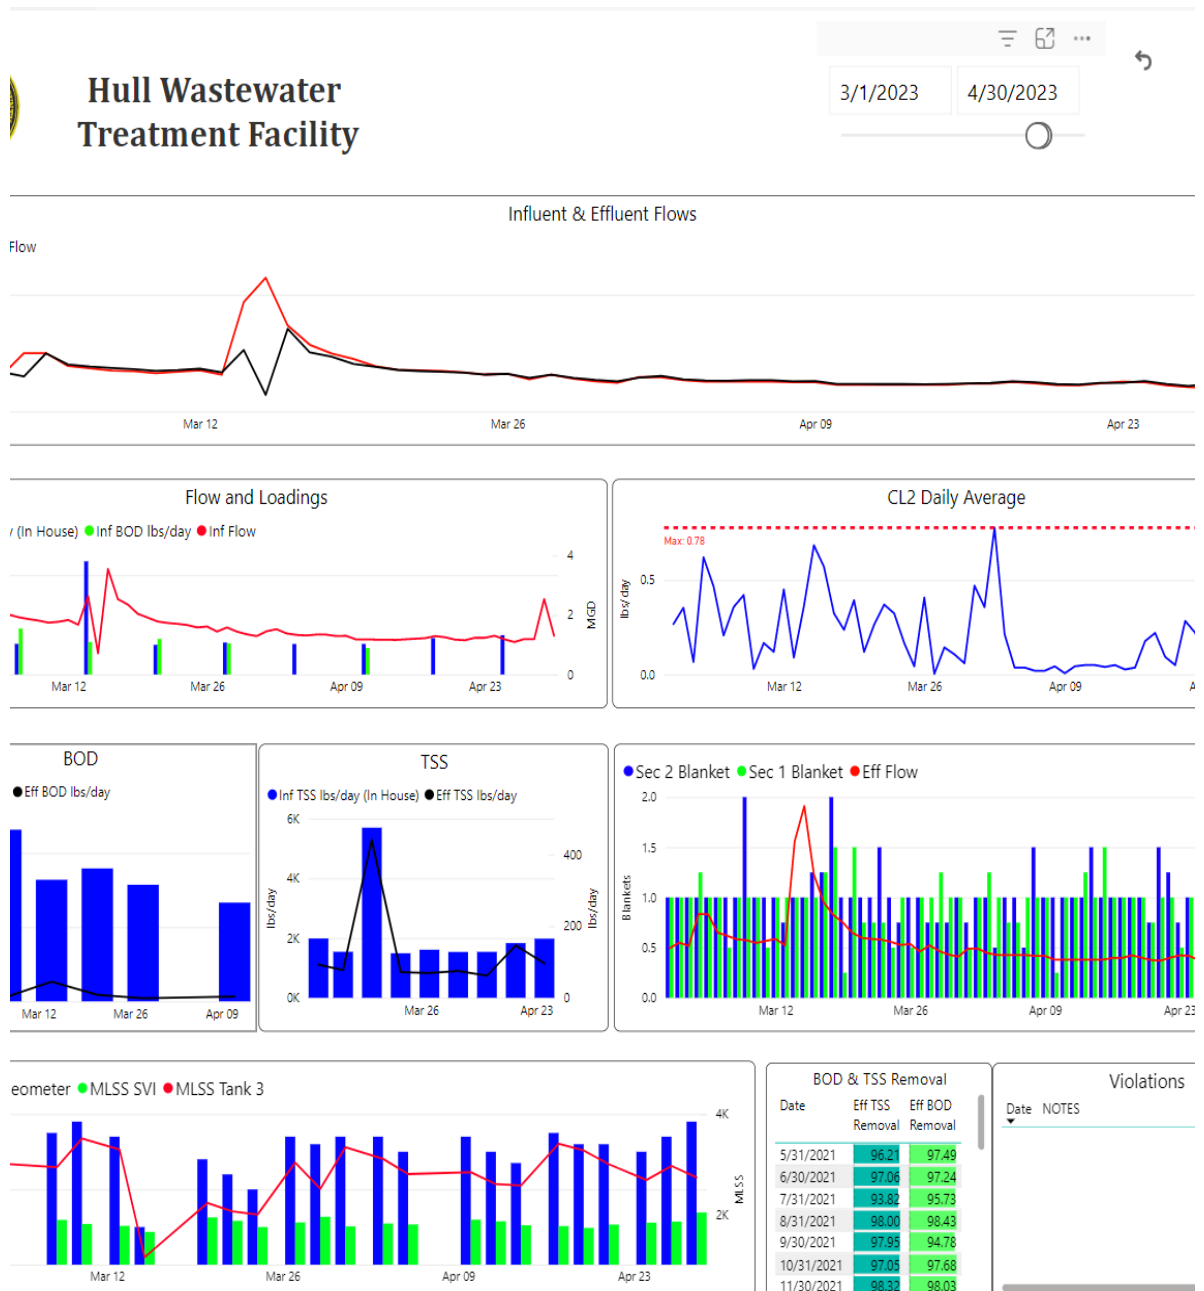 Hull Wastewater
Treatment Facility
3/1/2023
4/30/2023
Influent & Effluent Flows
Flow
Mar 12
Mar 26
Apr 09
Apr 23
Flow and Loadings
(In House) Inf BOD lbs/day Inf Flow
4
2
0
MGD
Mar 12
Mar 26
Apr 09
Apr 23
CL2 Daily Average
Max: 0.78
0.5
0.0
lbs/day
Mar 12
Mar 26
Apr 09
A
BOD
Eff BOD lbs/day
Mar 12
Mar 26
Apr 09
TSS
Inf TSS lbs/day (In House) Eff TSS lbs/day
6K
4K
2K
0K
lbs/day
400
200
0
lbs/day
Mar 26
Apr 23
Sec 2 Blanket Sec 1 Blanket Eff Flow
2.0
1.5
1.0
0.5
0.0
Blankets
Mar 12
Mar 26
Apr 09
Apr 23
eometer MLSS SVI MLSS Tank 3
4K
2K
MLSS
Mar 12
Mar 26
Apr 09
Apr 23
BOD & TSS Removal
Date Eff TSS Eff BOD
Removal Removal
5/31/2021 96.21 97.49
6/30/2021 97.06 97.24
7/31/2021 93.82 95.73
8/31/2021 98.00 98.43
9/30/2021 97.95 94.78
10/31/2021 97.05 97.68
11/30/2021 98.32 98.03
Violations
Date NOTES